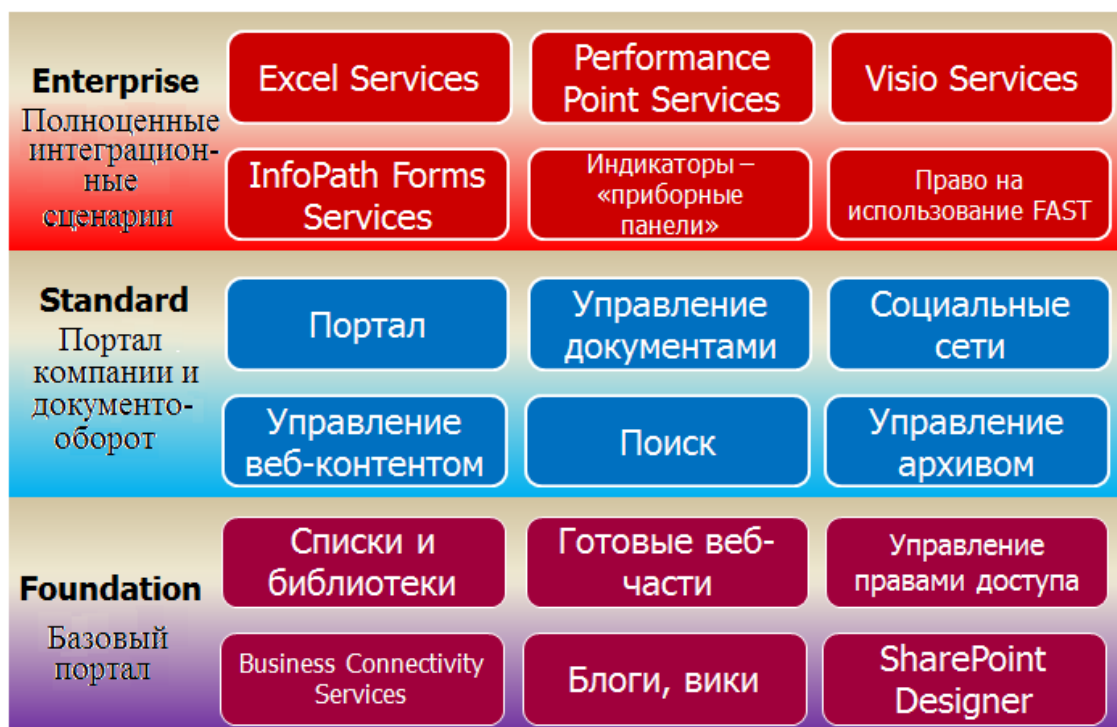 Enterprise
Полноценные
интеграцион-
ные
сценарии
Excel Services
Performance
Point Services
Visio Services
InfoPath Forms
Services
Индикаторы –
«приборные
панели»
Право на
использование FAST
Standard
Портал
компании и
документо-
оборот
Портал
Управление
документами
Социальные
сети
Управление
веб-контентом
Поиск
Управление
архивом
Foundation
Базовый
портал
Списки и
библиотеки
Готовые веб-
части
Управление
правами доступа
Business Connectivity
Services
Блоги, вики
SharePoint
Designer